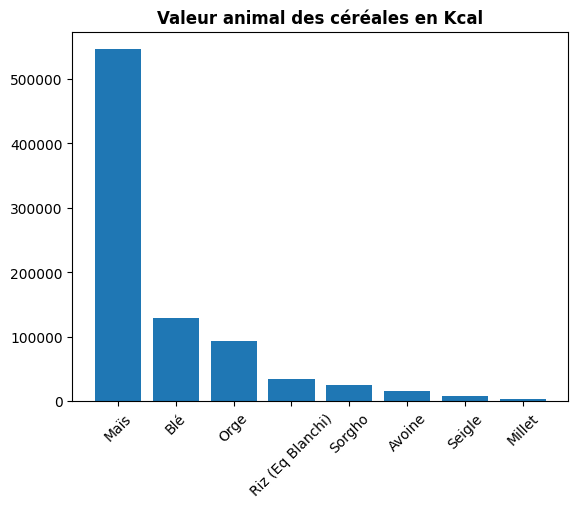 Valeur animal des céréales en Kcal
500000
400000
300000
200000
100000
0
Maïs
Blé
Orge
Riz (Eq Blanchi)
Sorgho
Avoine
Seigle
Millet